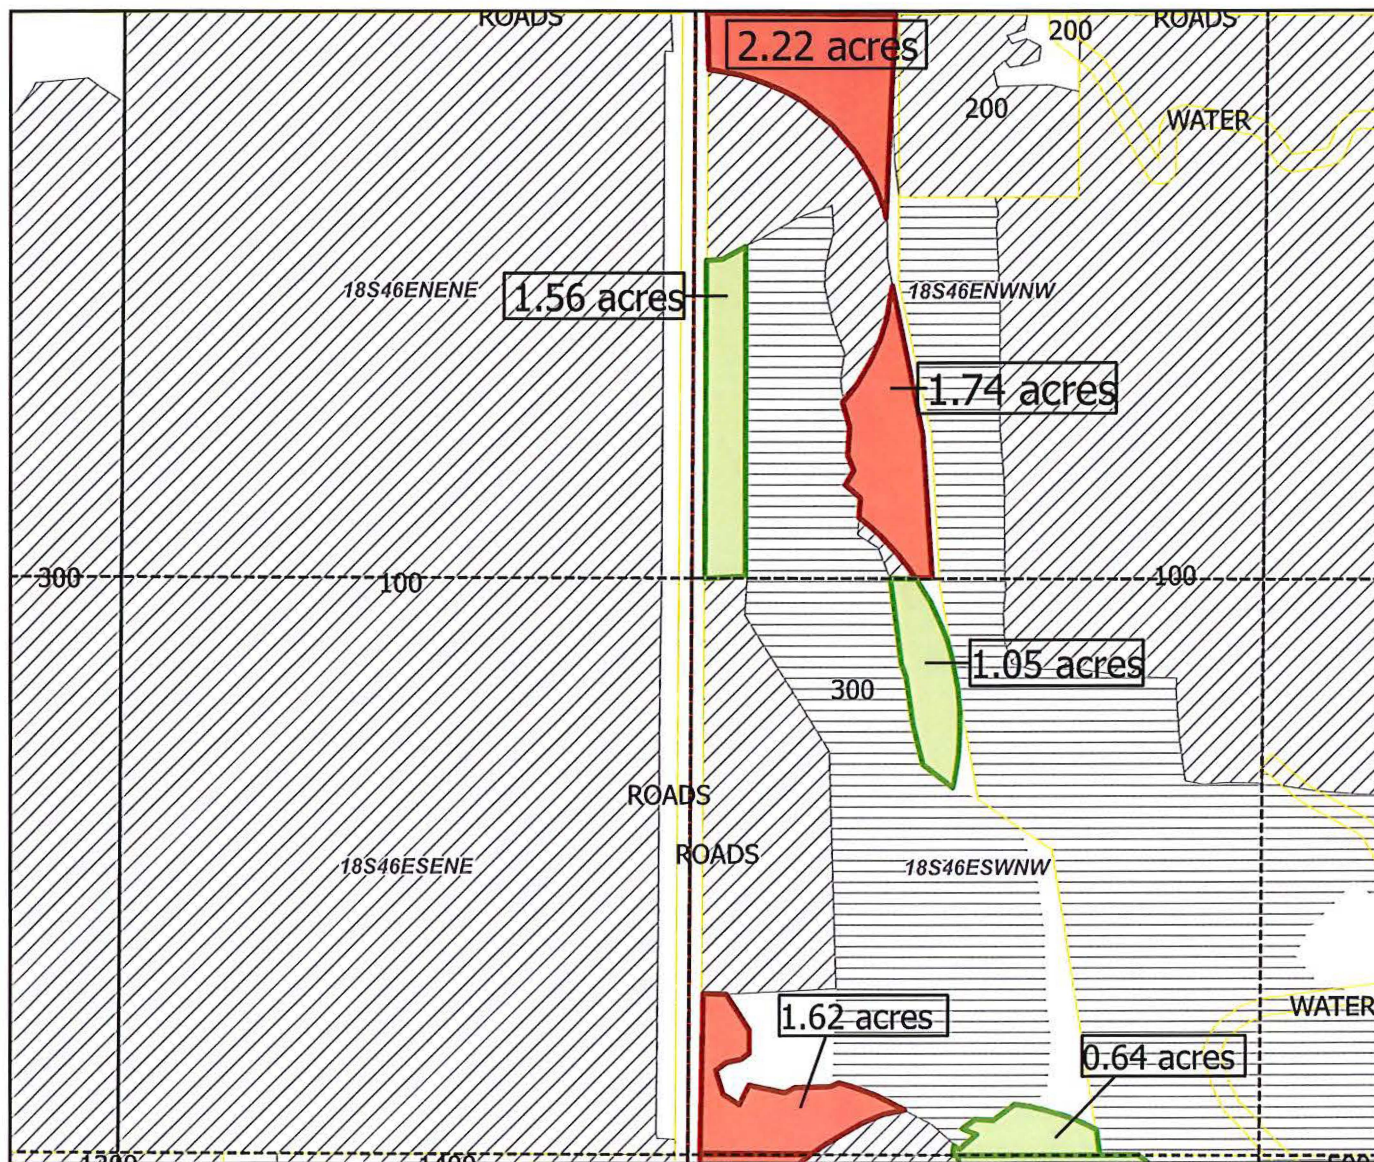 ROADS
ROADS
200
2.22 acres
200
WATER
18S46ENENE
1.56 acres
18S46ENWNW
1.74 acres
300
100
100
1.05 acres
300
ROADS
ROADS
18S46ESENE
18S46ESWNW
1.62 acres
WATER
0.64 acres